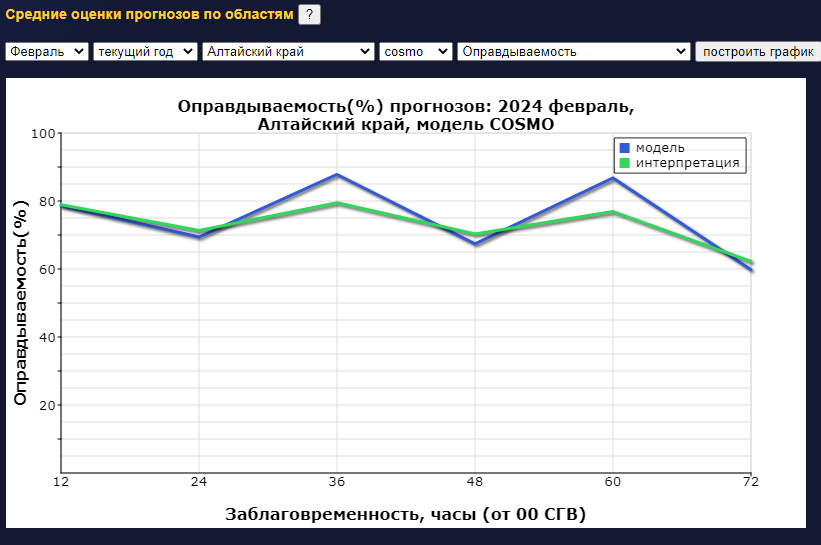 Средние оценки прогнозов по областям ?
Февраль текущий год Алтайский край cosmo Оправдываемость построить график
Оправдываемость(%) прогнозов: 2024 февраль,
Алтайский край, модель COSMO
модель
интерпретация
Оправдываемость(%)
100
80
60
40
20
12 24 36 48 60 72
Заблаговременность, часы (от 00 СГВ)